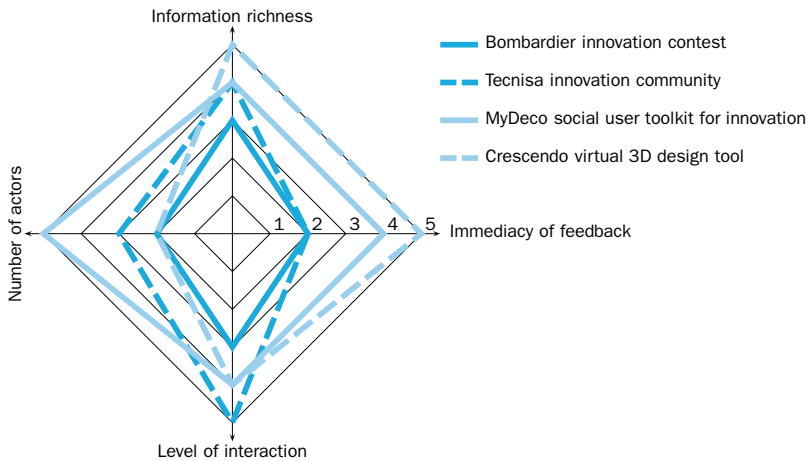 Information richness
Bombardier innovation contest
Tecnisa innovation community
MyDeco social user toolkit for innovation
Crescendo virtual 3D design tool
Number of actors
1 2 3 4 5
Immediacy of feedback
Level of interaction